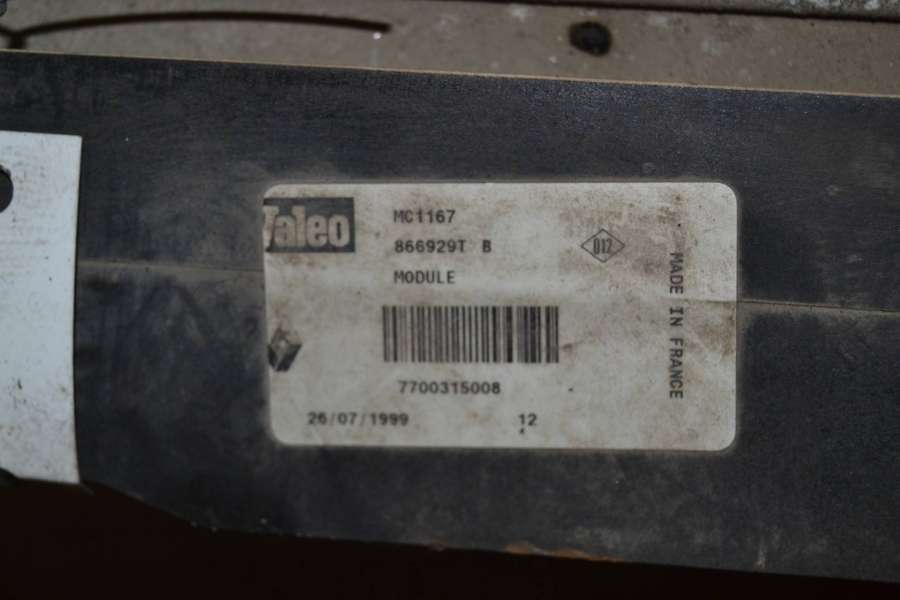 Valeo
MC1167
866929T B
MODULE
D12
MADE IN FRANCE
7700315008
26/07/1999 12